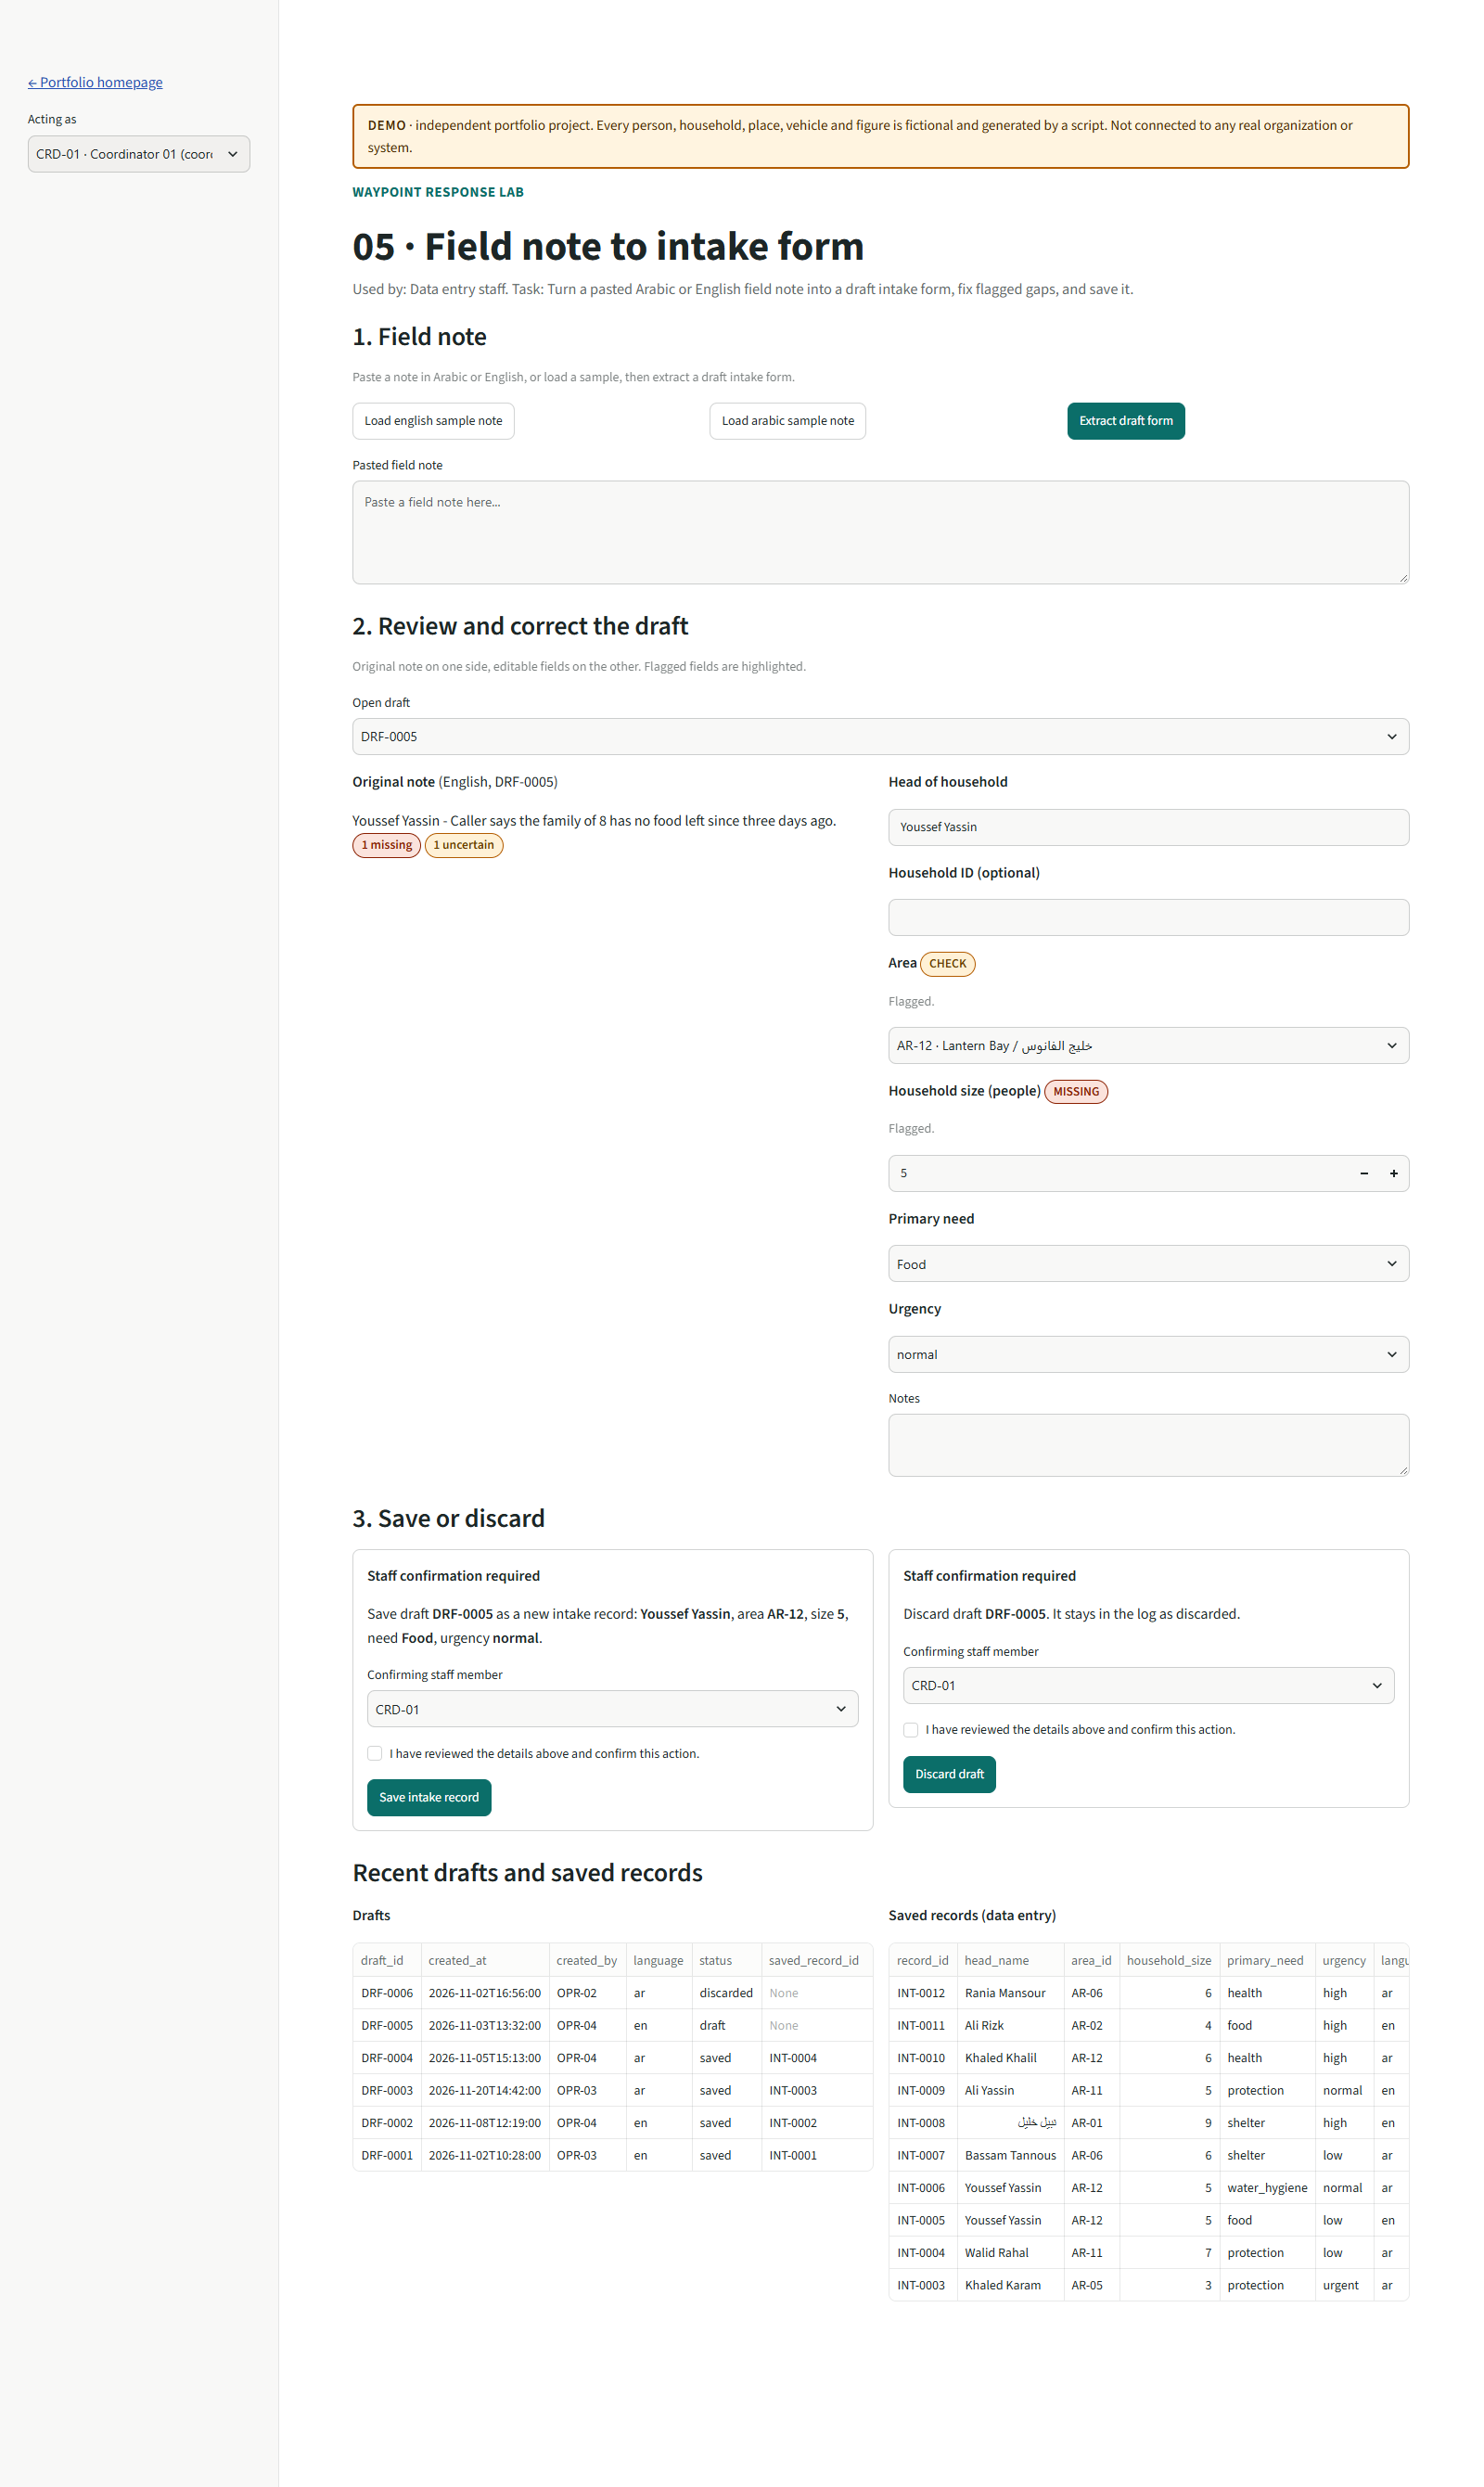 ← Portfolio homepage
Acting as
CRD-01 · Coordinator 01 (coor
DEMO · independent portfolio project. Every person, household, place, vehicle and figure is fictional and generated by a script. Not connected to any real organization or
system.
WAYPOINT RESPONSE LAB
05 · Field note to intake form
Used by: Data entry staff. Task: Turn a pasted Arabic or English field note into a draft intake form, fix flagged gaps, and save it.
1. Field note
Paste a note in Arabic or English, or load a sample, then extract a draft intake form.
Load english sample note
Load arabic sample note
Extract draft form
Pasted field note
Paste a field note here...
2. Review and correct the draft
Original note on one side, editable fields on the other. Flagged fields are highlighted.
Open draft
DRF-0005
Original note (English, DRF-0005)
Youssef Yassin - Caller says the family of 8 has no food left since three days ago.
1 missing 1 uncertain
Head of household
Youssef Yassin
Household ID (optional)
Area CHECK
Flagged.
AR-12 · Lantern Bay / خليج الفانوس
Household size (people) MISSING
Flagged.
5 − +
Primary need
Food
Urgency
normal
Notes
3. Save or discard
Staff confirmation required
Save draft DRF-0005 as a new intake record: Youssef Yassin, area AR-12, size 5,
need Food, urgency normal.
Confirming staff member
CRD-01
I have reviewed the details above and confirm this action.
Save intake record
Staff confirmation required
Discard draft DRF-0005. It stays in the log as discarded.
Confirming staff member
CRD-01
I have reviewed the details above and confirm this action.
Discard draft
Recent drafts and saved records
Drafts
draft_id created_at created_by language status saved_record_id
DRF-0006 2026-11-02T16:56:00 OPR-02 ar discarded None
DRF-0005 2026-11-03T13:32:00 OPR-04 en draft None
DRF-0004 2026-11-05T15:13:00 OPR-04 ar saved INT-0004
DRF-0003 2026-11-20T14:42:00 OPR-03 ar saved INT-0003
DRF-0002 2026-11-08T12:19:00 OPR-04 en saved INT-0002
DRF-0001 2026-11-02T10:28:00 OPR-03 en saved INT-0001
Saved records (data entry)
record_id head_name area_id household_size primary_need urgency langu
INT-0012 Rania Mansour AR-06 6 health high ar
INT-0011 Ali Rizk AR-02 4 food high en
INT-0010 Khaled Khalil AR-12 6 health high ar
INT-0009 Ali Yassin AR-11 5 protection normal en
INT-0008 نبيل خليل AR-01 9 shelter high en
INT-0007 Bassam Tannous AR-06 6 shelter low ar
INT-0006 Youssef Yassin AR-12 5 water_hygiene normal ar
INT-0005 Youssef Yassin AR-12 5 food low en
INT-0004 Walid Rahal AR-11 7 protection low ar
INT-0003 Khaled Karam AR-05 3 protection urgent ar